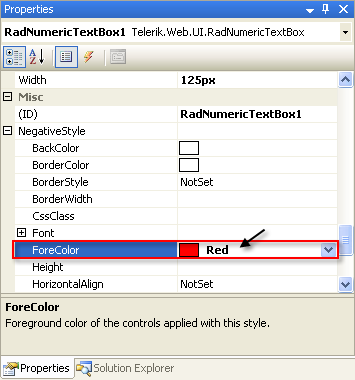 Properties
RadNumericTextBox1 Telerik.Web.UI.RadNumericTextBox
Width 125px
Misc
(ID) RadNumericTextBox1
NegativeStyle
BackColor
BorderColor
BorderStyle NotSet
BorderWidth
CssClass
Font
ForeColor Red
Height
HorizontalAlign NotSet
ForeColor
Foreground color of the controls applied with this style.
Properties Solution Explorer